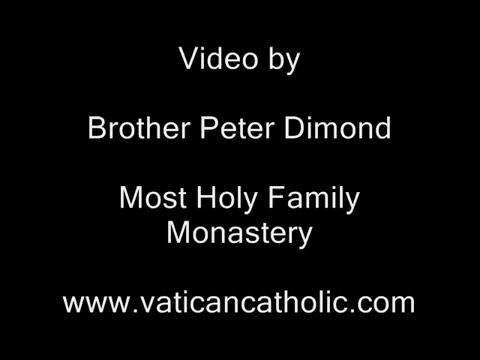 Video by
Brother Peter Dimond
Most Holy Family
Monastery
www.vaticancatholic.com